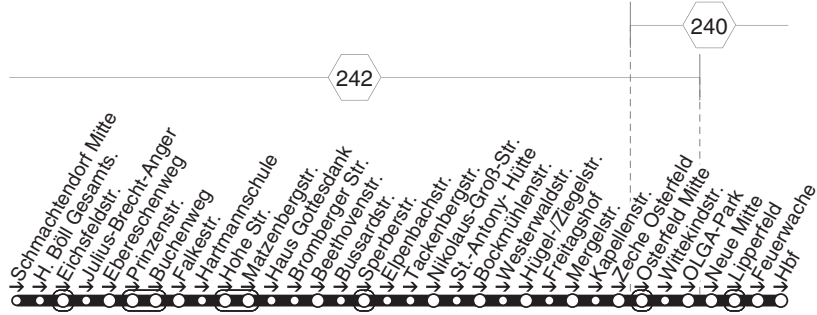 240
242
Schmachtendorf Mitte
H. Böll Gesamts.
Eichsfeldstr.
Julius-Brecht-Anger
Ebereschenweg
Prinzenstr.
Buchenweg
Falkestr.
Hartmannschule
Hohe Str.
Matzenbergstr.
Haus Gottesdank
Bromberger Str.
Beethovenstr.
Bussardstr.
Sperberstr.
Elpenbachstr.
Tackenbergstr.
Nikolaus-Groß-Str.
St.-Antony- Hütte
Bockmühlenstr.
Westerwaldstr.
Hügel-/Ziegelstr.
Freitagshof
Mergelstr.
Kapellenstr.
Zeche Osterfeld
Osterfeld Mitte
Wittekindstr.
OLGA-Park
Neue Mitte
Lipperfeld
Feuerwache
Hbf